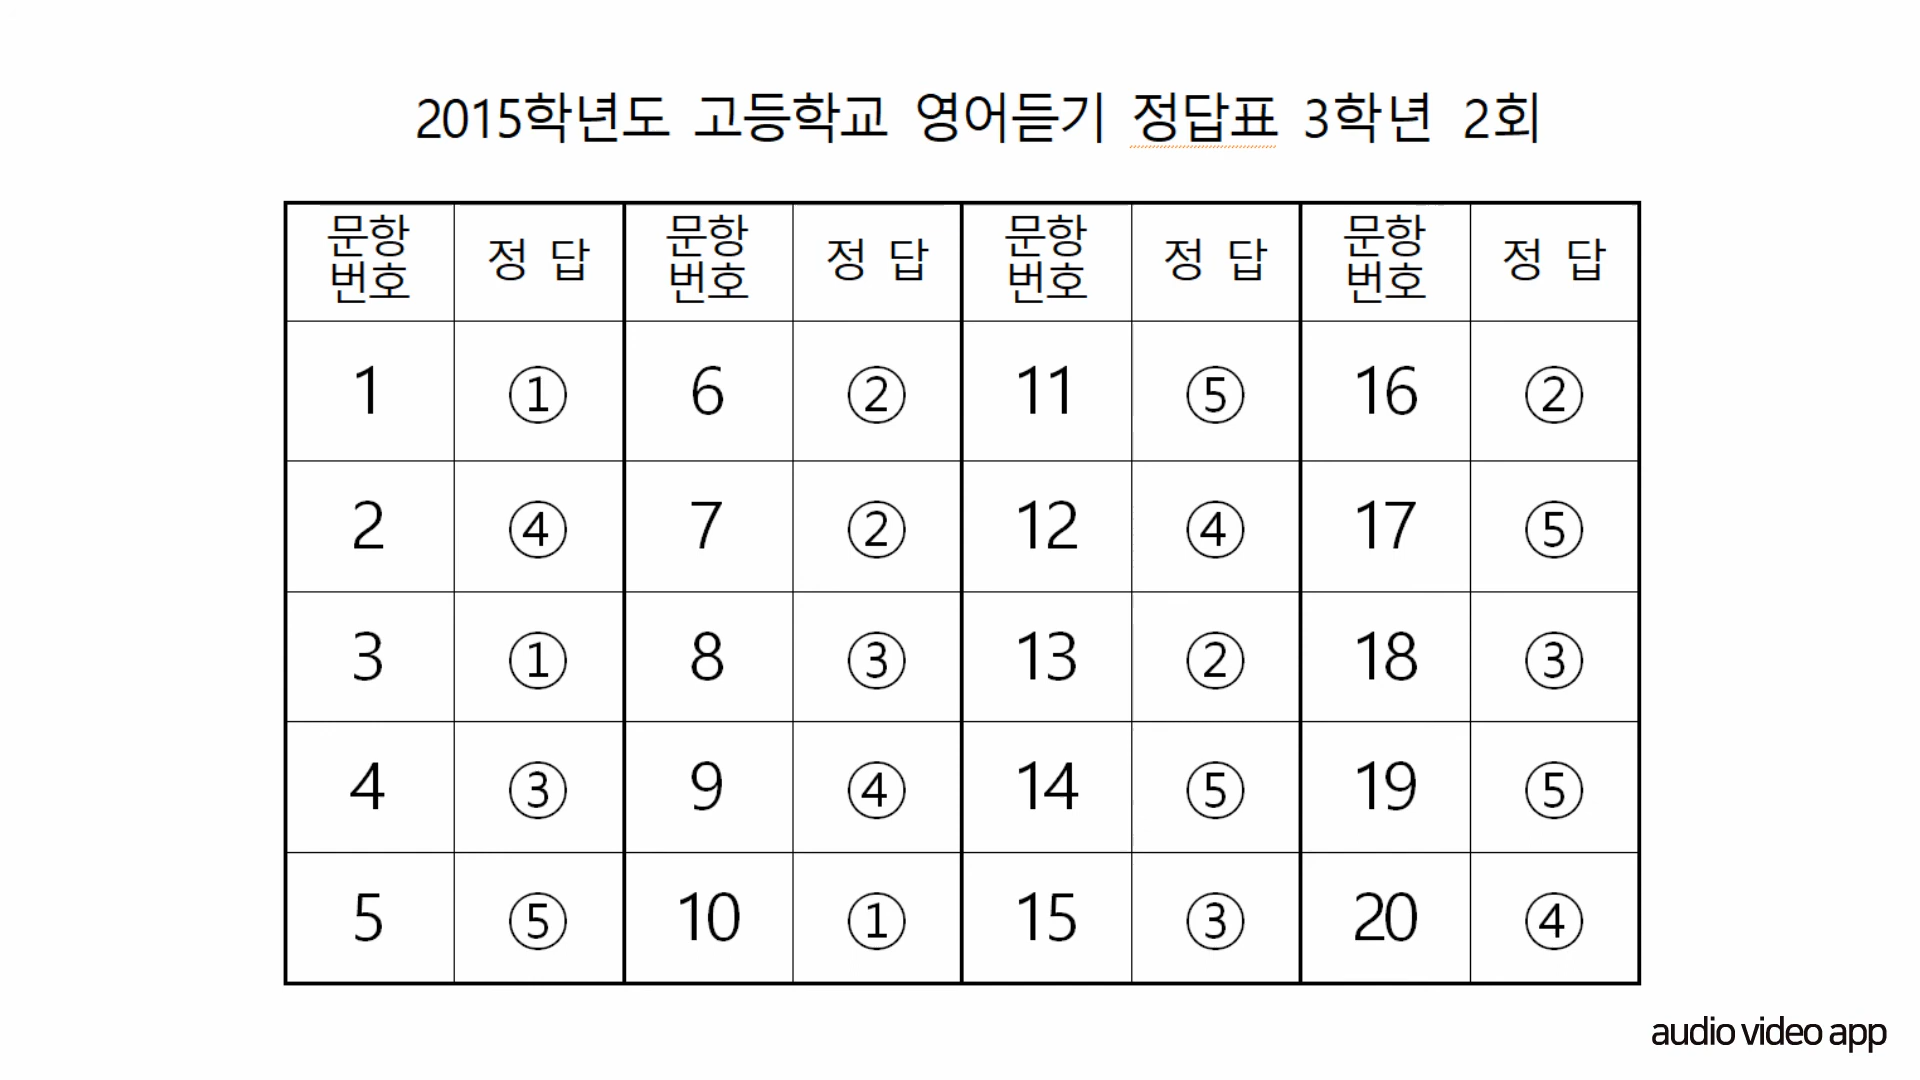 2015학년도 고등학교 영어듣기 정답표 3학년 2회
문항 번호 정 답 문항 번호 정 답 문항 번호 정 답 문항 번호 정 답
1 ① 6 ② 11 ⑤ 16 ②
2 ④ 7 ② 12 ④ 17 ⑤
3 ① 8 ③ 13 ② 18 ③
4 ③ 9 ④ 14 ⑤ 19 ⑤
5 ⑤ 10 ① 15 ③ 20 ④
audio video app